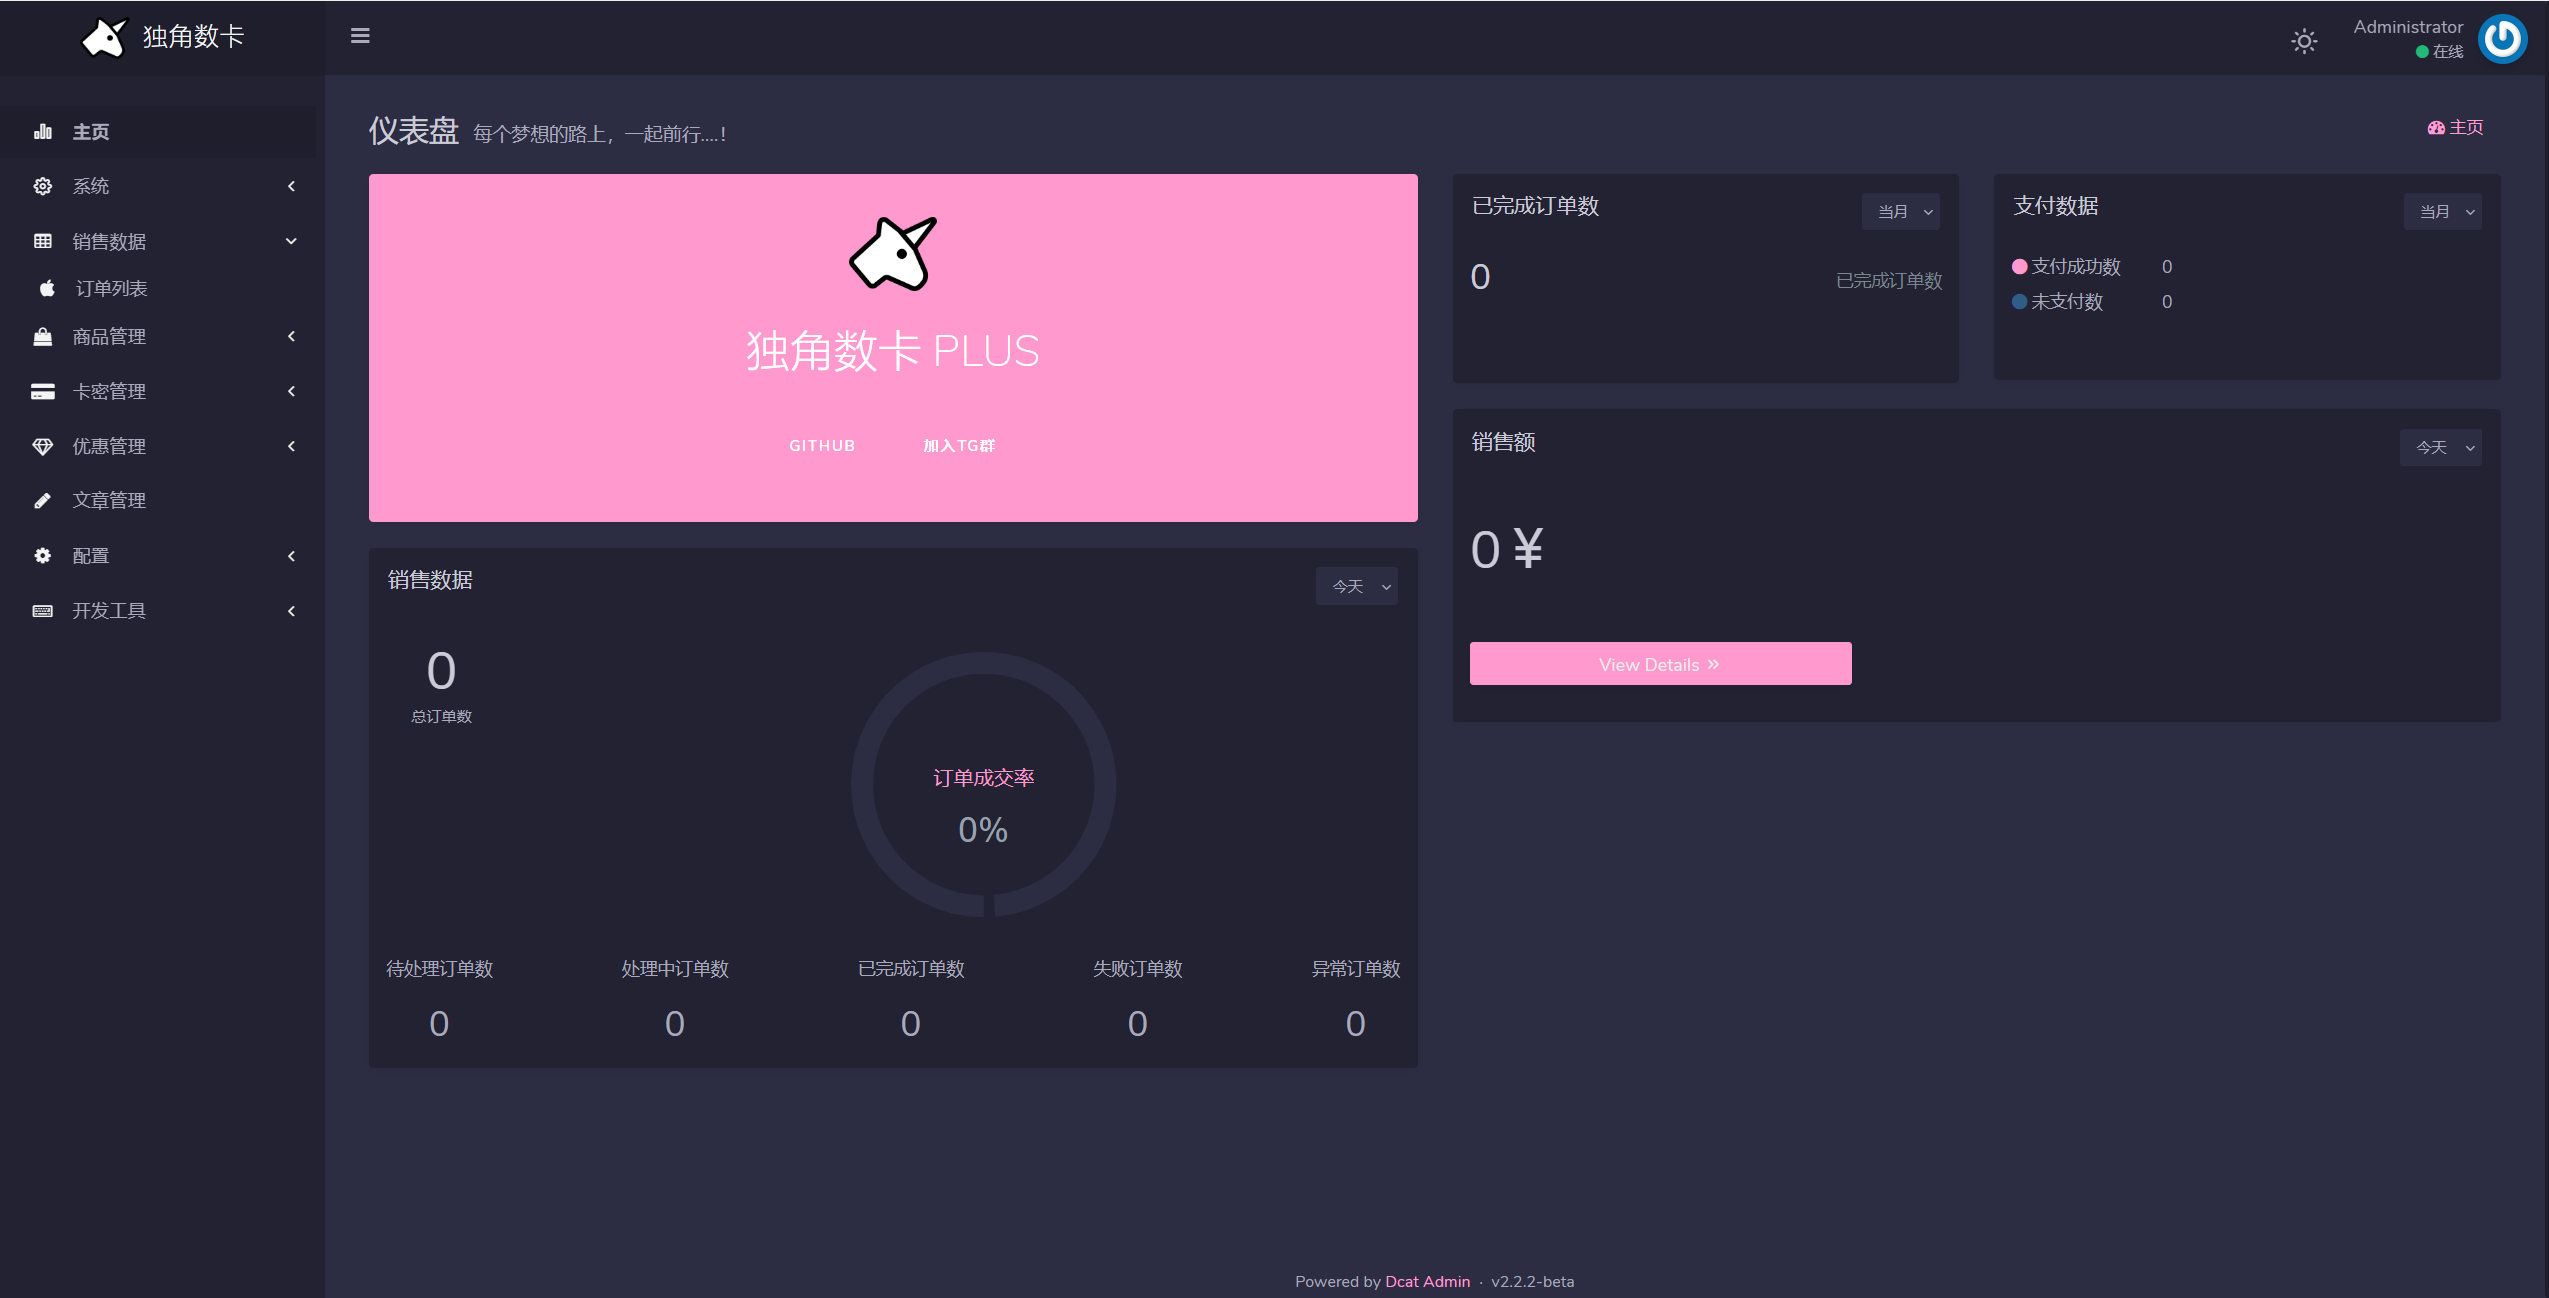 独角数卡
Administrator
在线
主页
系统
销售数据
订单列表
商品管理
卡密管理
优惠管理
文章管理
配置
开发工具
仪表盘 每个梦想的路上，一起前行....！
主页
独角数卡 PLUS
GITHUB 加入TG群
已完成订单数 当月
0 已完成订单数
支付数据 当月
支付成功数 0
未支付数 0
销售额 今天
0 ¥
View Details »
销售数据 今天
0
总订单数
订单成交率
0%
待处理订单数 处理中订单数 已完成订单数 失败订单数 异常订单数
0 0 0 0 0
Powered by Dcat Admin · v2.2.2-beta